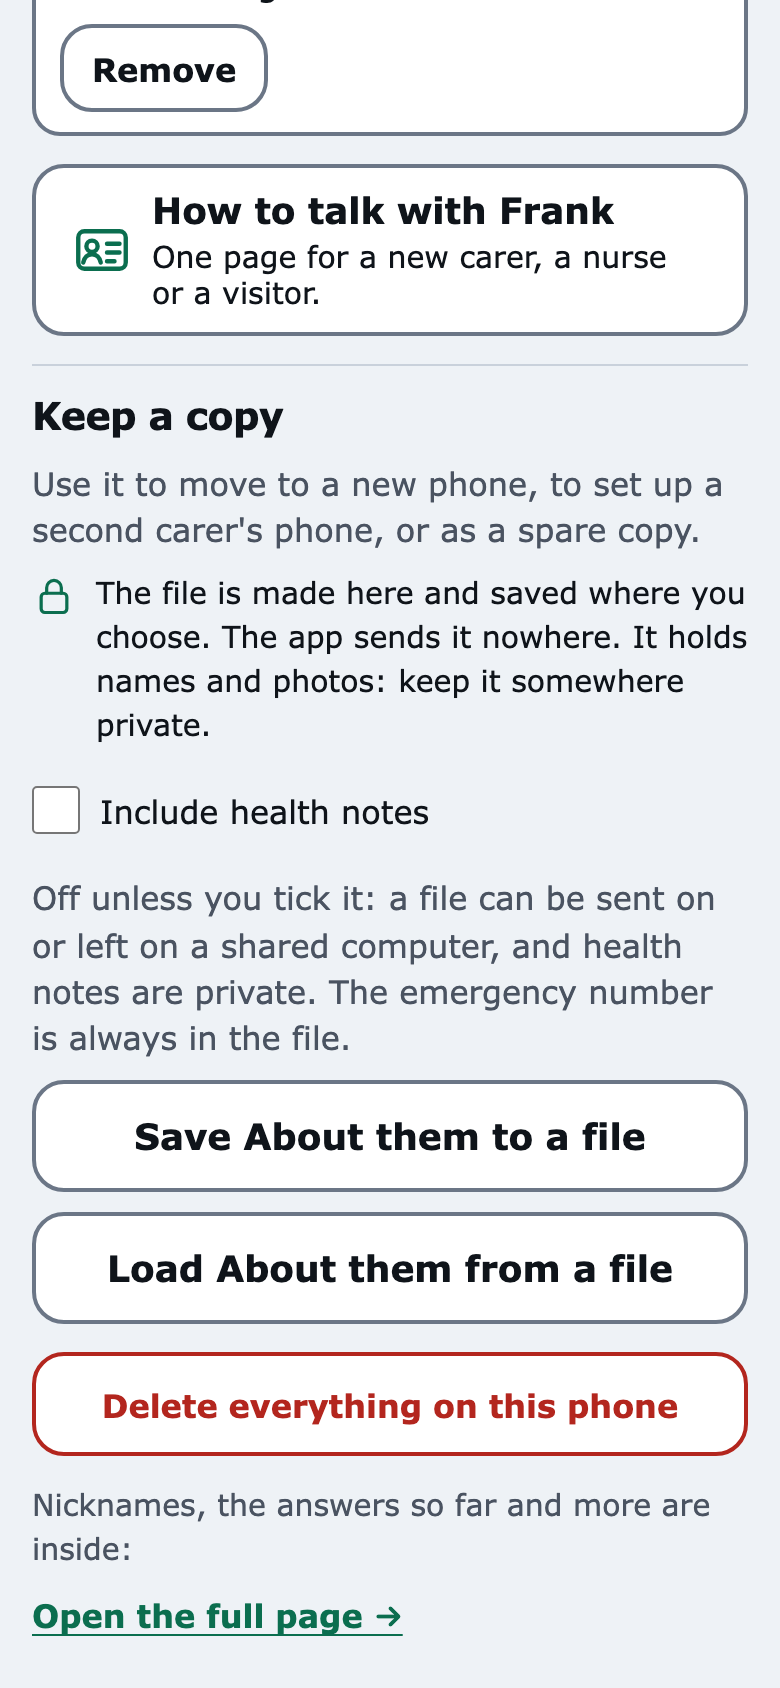 Remove
How to talk with Frank
One page for a new carer, a nurse
or a visitor.
Keep a copy
Use it to move to a new phone, to set up a
second carer's phone, or as a spare copy.
The file is made here and saved where you
choose. The app sends it nowhere. It holds
names and photos: keep it somewhere
private.
Include health notes
Off unless you tick it: a file can be sent on
or left on a shared computer, and health
notes are private. The emergency number
is always in the file.
Save About them to a file
Load About them from a file
Delete everything on this phone
Nicknames, the answers so far and more are
inside:
Open the full page →